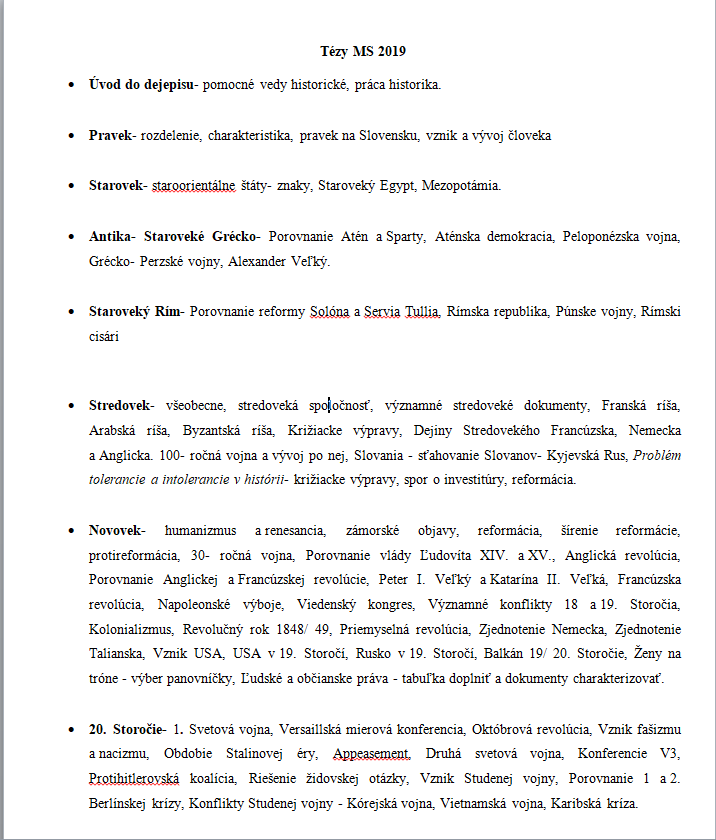 Tézy MS 2019
• Úvod do dejepisu- pomocné vedy historické, práca historika.
• Pravek- rozdelenie, charakteristika, pravek na Slovensku, vznik a vývoj človeka
• Starovek- staroorientálne štáty- znaky, Staroveký Egypt, Mezopotámia.
• Antika- Staroveké Grécko- Porovnanie Atén a Sparty, Aténska demokracia, Peloponézska vojna,
Grécko- Perzské vojny, Alexander Veľký.
• Staroveký Rím- Porovnanie reformy Solóna a Servia Tullia, Rímska republika, Púnske vojny, Rímski
cisári
• Stredovek- všeobecne, stredoveká spoločnosť, významné stredoveké dokumenty, Franská ríša,
Arabská ríša, Byzantská ríša, Križiacke výpravy, Dejiny Stredovekého Francúzska, Nemecka
a Anglicka. 100- ročná vojna a vývoj po nej, Slovania - sťahovanie Slovanov- Kyjevská Rus, Problém
tolerancie a intolerancie v histórii- križiacke výpravy, spor o investitúry, reformácia.
• Novovek- humanizmus a renesancia, zámorské objavy, reformácia, šírenie reformácie,
protireformácia, 30- ročná vojna, Porovnanie vlády Ľudovíta XIV. a XV., Anglická revolúcia,
Porovnanie Anglickej a Francúzskej revolúcie, Peter I. Veľký a Katarína II. Veľká, Francúzska
revolúcia, Napoleonské výboje, Viedenský kongres, Významné konflikty 18 a 19. Storočia,
Kolonializmus, Revolučný rok 1848/ 49, Priemyselná revolúcia, Zjednotenie Nemecka, Zjednotenie
Talianska, Vznik USA, USA v 19. Storočí, Rusko v 19. Storočí, Balkán 19/ 20. Storočie, Ženy na
tróne - výber panovníčky, Ľudské a občianske práva - tabuľka doplniť a dokumenty charakterizovať.
• 20. Storočie- 1. Svetová vojna, Versaillská mierová konferencia, Októbrová revolúcia, Vznik fašizmu
a nacizmu, Obdobie Stalinovej éry, Appeasement, Druhá svetová vojna, Konferencie V3,
Protihitlerovská koalícia, Riešenie židovskej otázky, Vznik Studenej vojny, Porovnanie 1 a 2.
Berlínskej krízy, Konflikty Studenej vojny - Kórejská vojna, Vietnamská vojna, Karibská kríza.